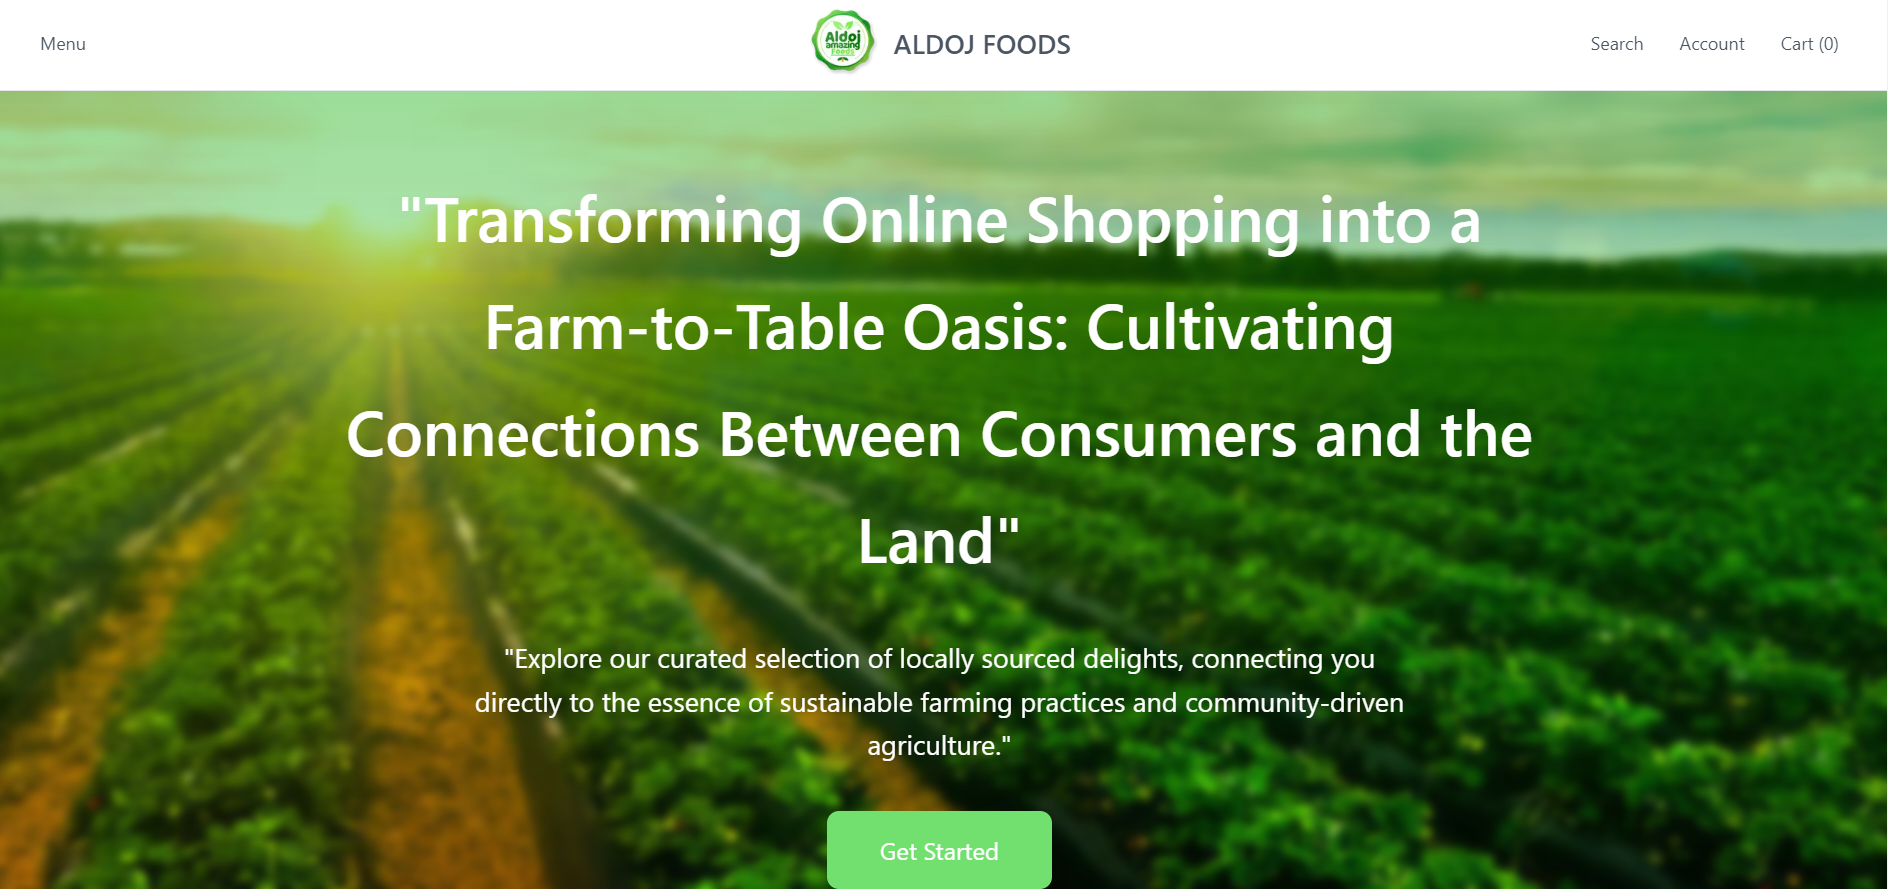 Menu
Aldoj
amazing
Foods
ALDOJ FOODS
Search
Account
Cart (0)
"Transforming Online Shopping into a
Farm-to-Table Oasis: Cultivating
Connections Between Consumers and the
Land"
"Explore our curated selection of locally sourced delights, connecting you
directly to the essence of sustainable farming practices and community-driven
agriculture."
Get Started